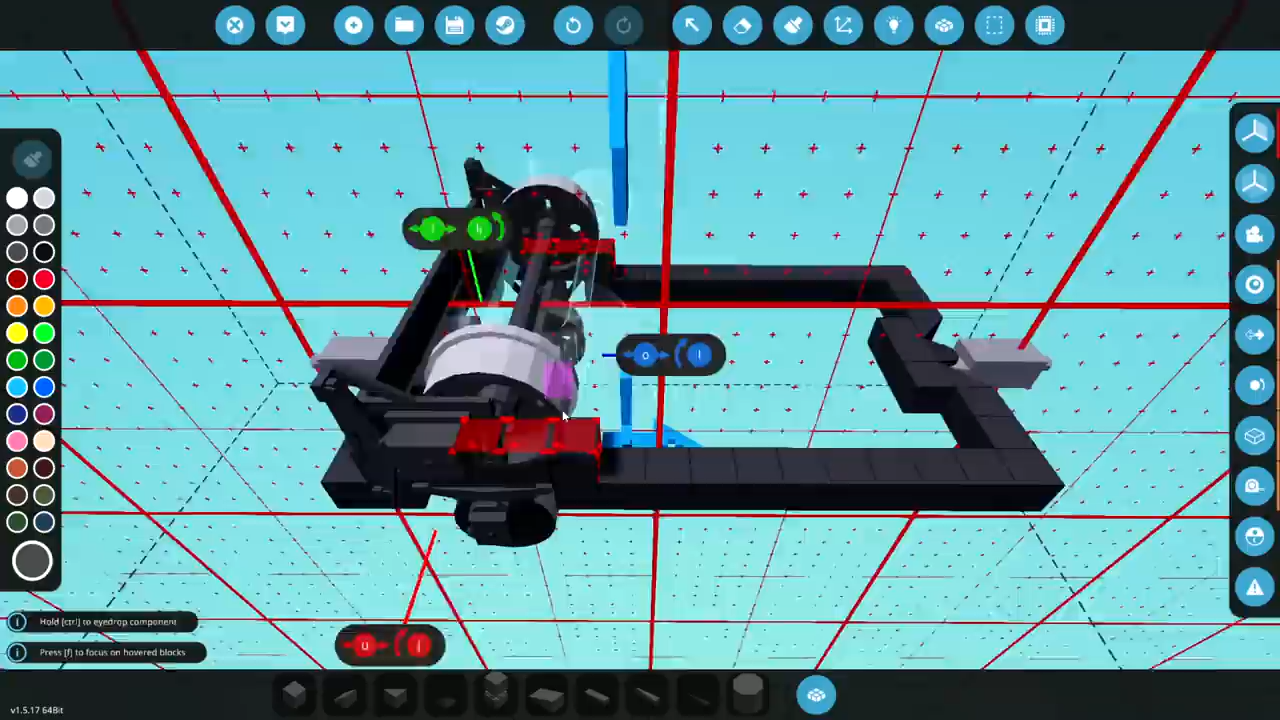 Hold [ctrl] to eyedrop component
Press [f] to focus on hovered blocks
v1.5.17 64Bit